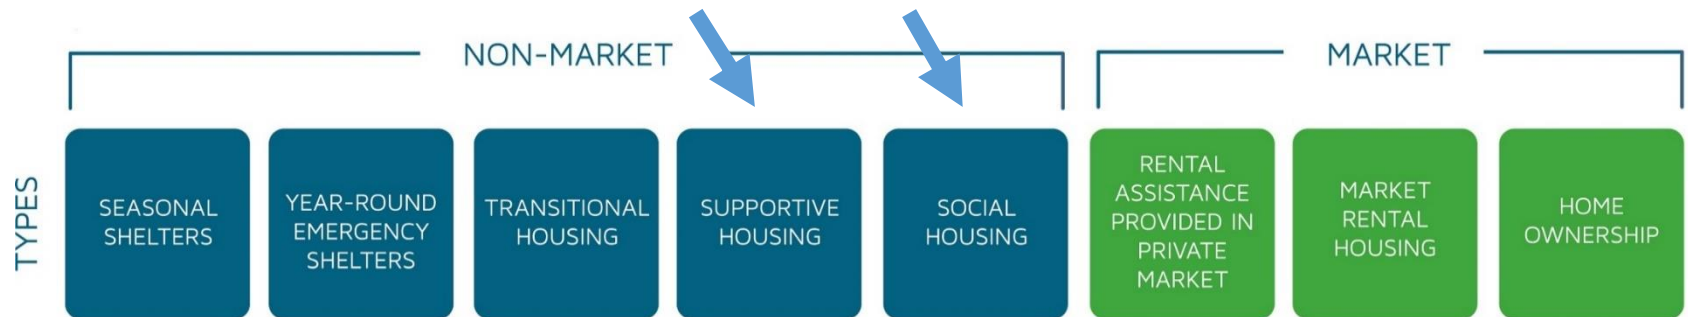 NON-MARKET
MARKET
TYPES
SEASONAL
SHELTERS
YEAR-ROUND
EMERGENCY
SHELTERS
TRANSITIONAL
HOUSING
SUPPORTIVE
HOUSING
SOCIAL
HOUSING
RENTAL
ASSISTANCE
PROVIDED IN
PRIVATE
MARKET
MARKET
RENTAL
HOUSING
HOME
OWNERSHIP